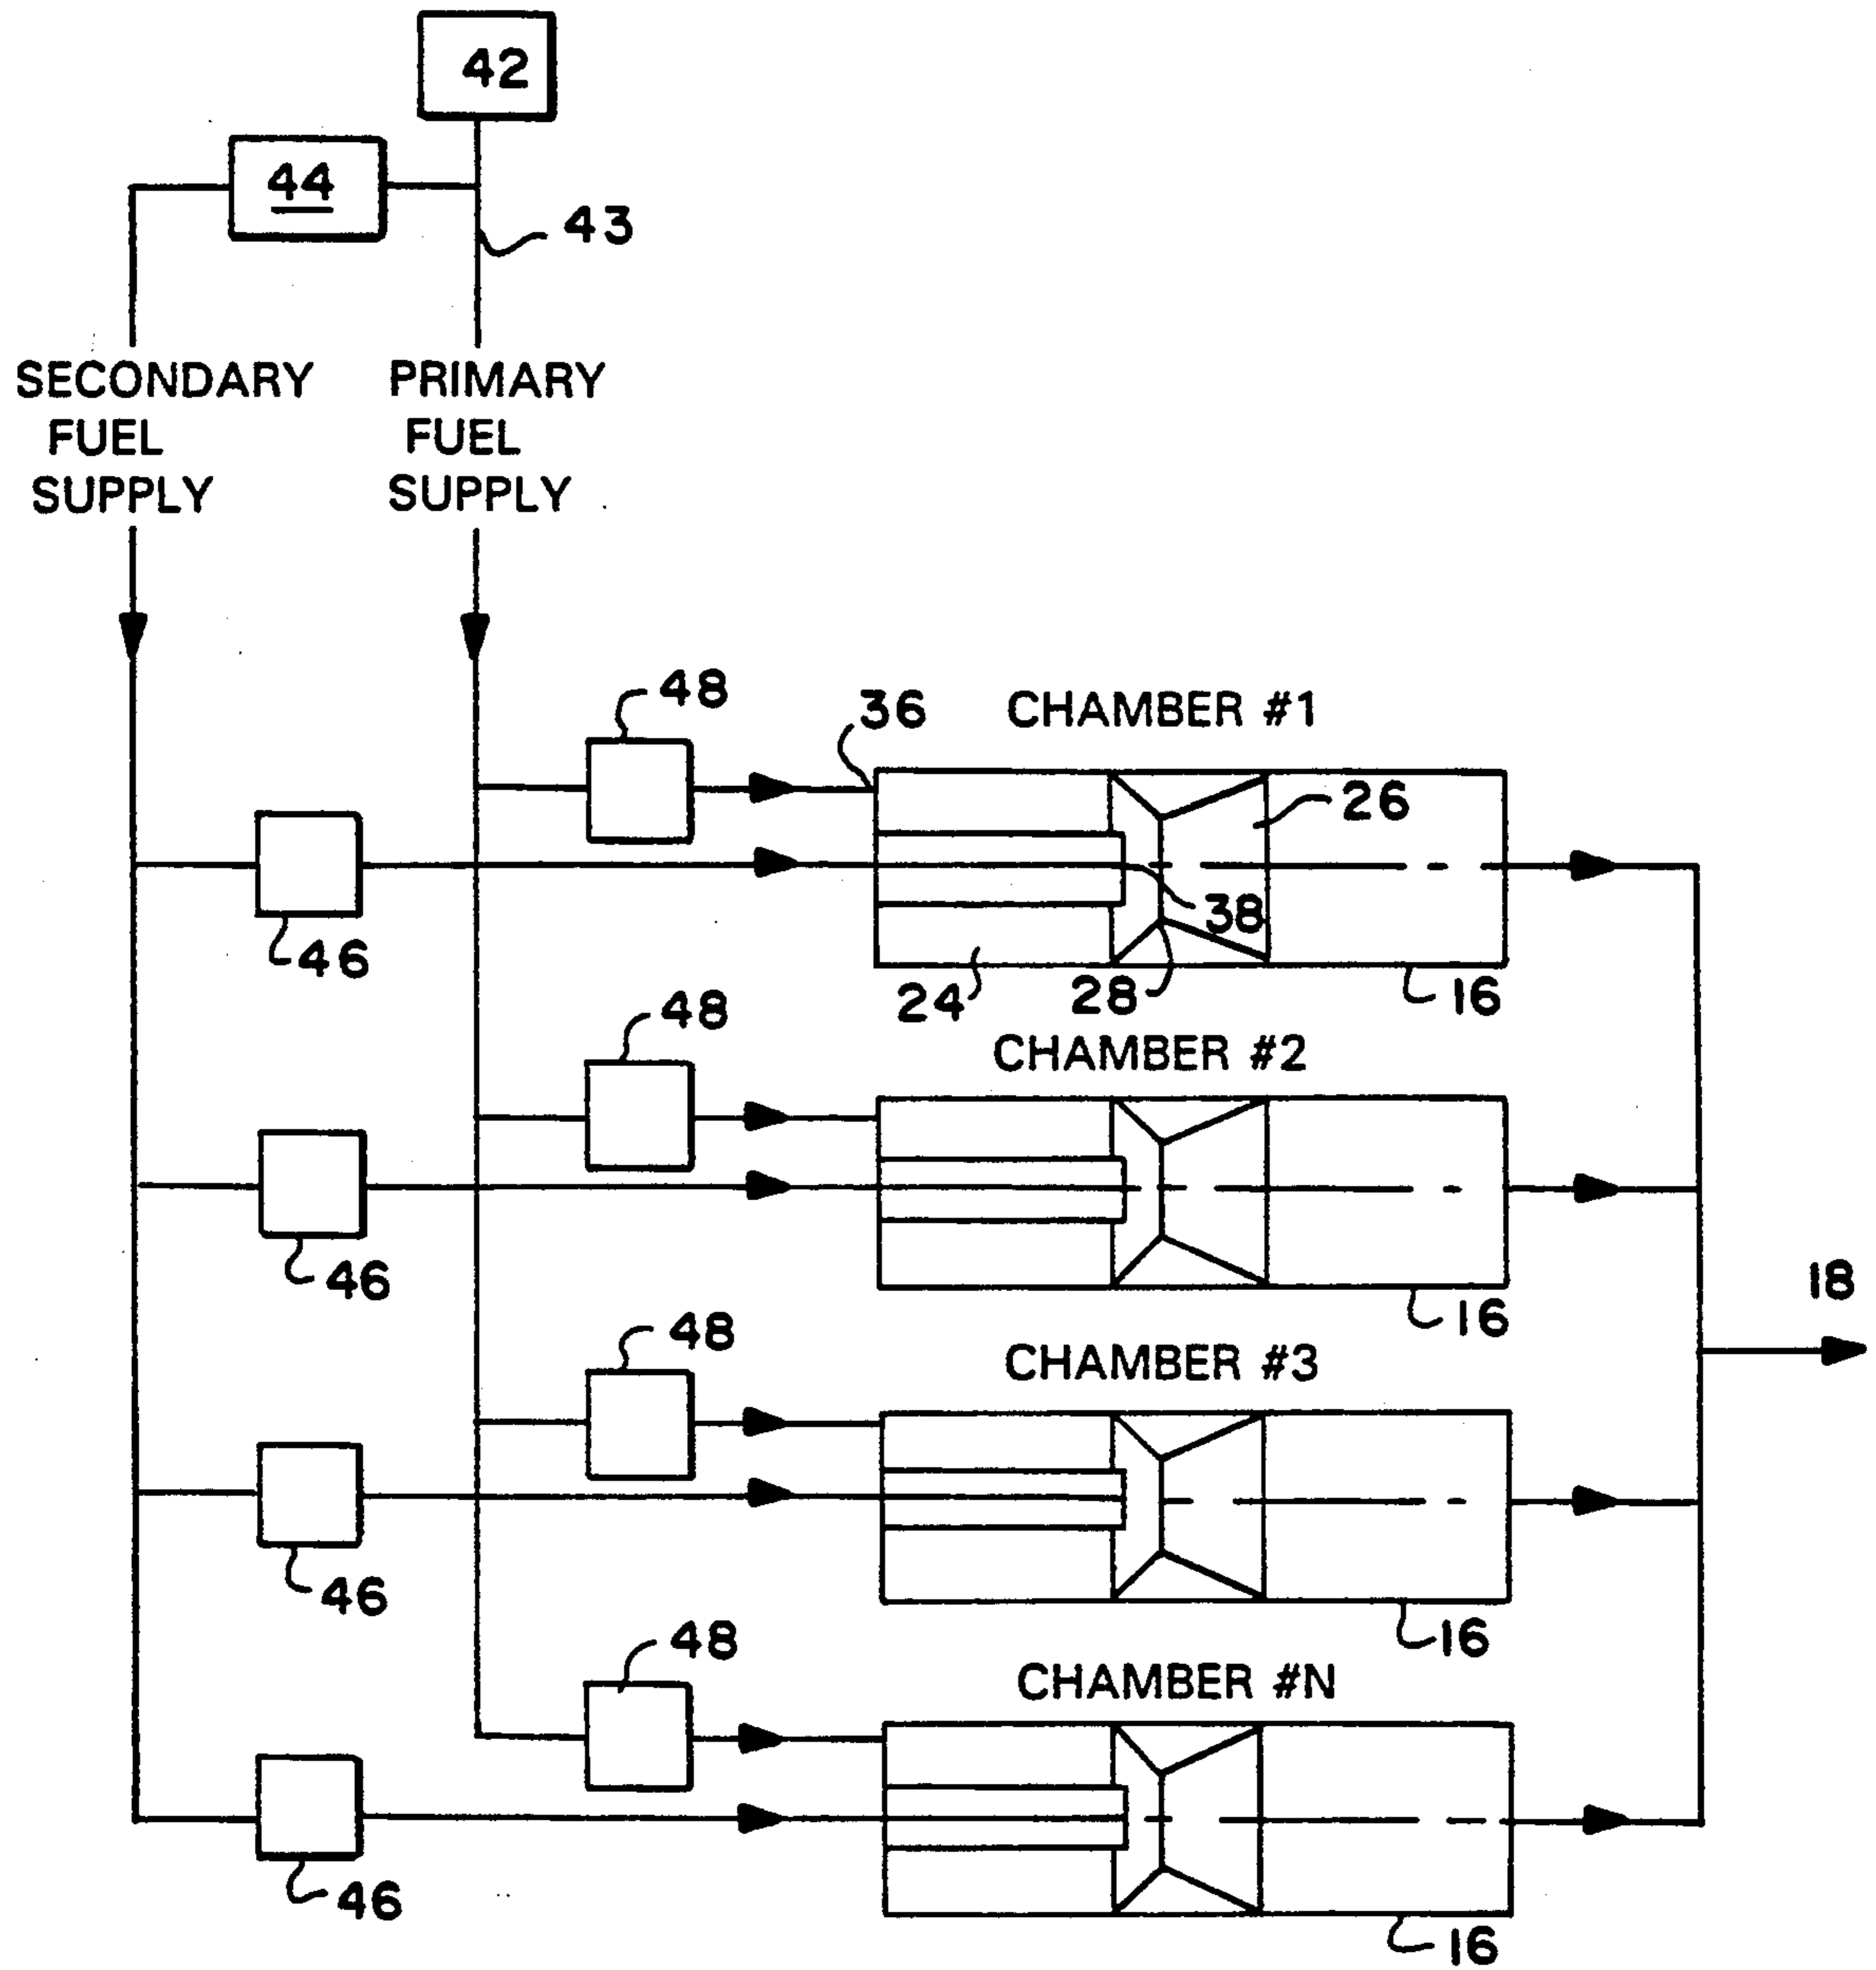 42
44
43
SECONDARY
FUEL
SUPPLY
PRIMARY
FUEL
SUPPLY
48
36
CHAMBER #1
26
38
46
24
28
16
48
CHAMBER #2
46
16
18
48
CHAMBER #3
46
16
48
CHAMBER #N
46
16